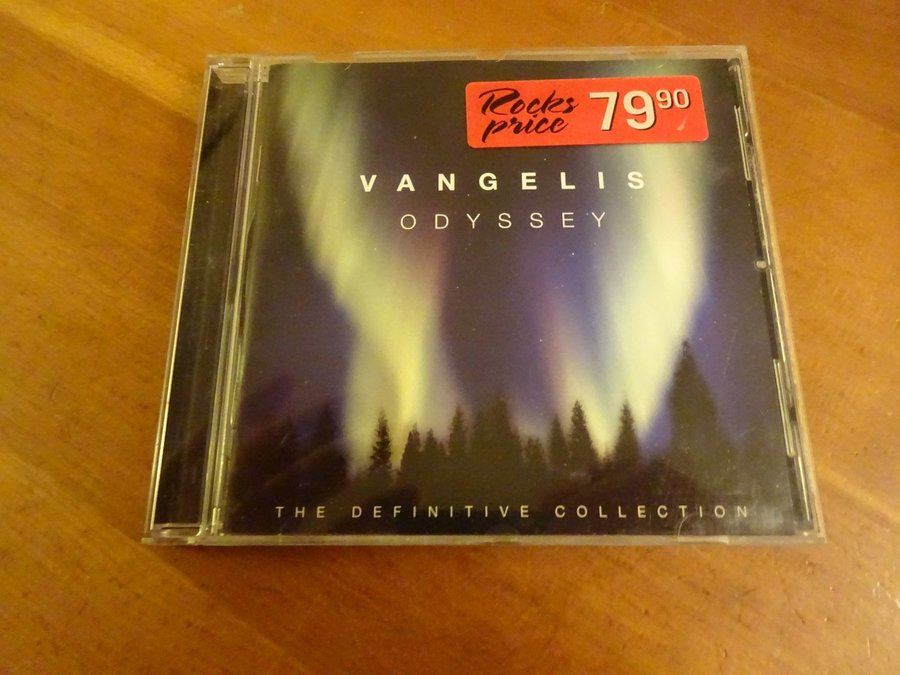 Rocks
price 79 90
VANGELIS
ODYSSEY
THE DEFINITIVE COLLECTION